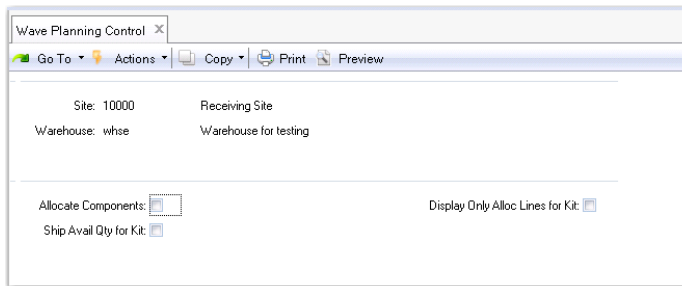 Wave Planning Control X
Go To Actions Copy Print Preview
Site: 10000 Receiving Site
Warehouse: whse Warehouse for testing
Allocate Components: Display Only Alloc Lines for Kit:
Ship Avail Qty for Kit: